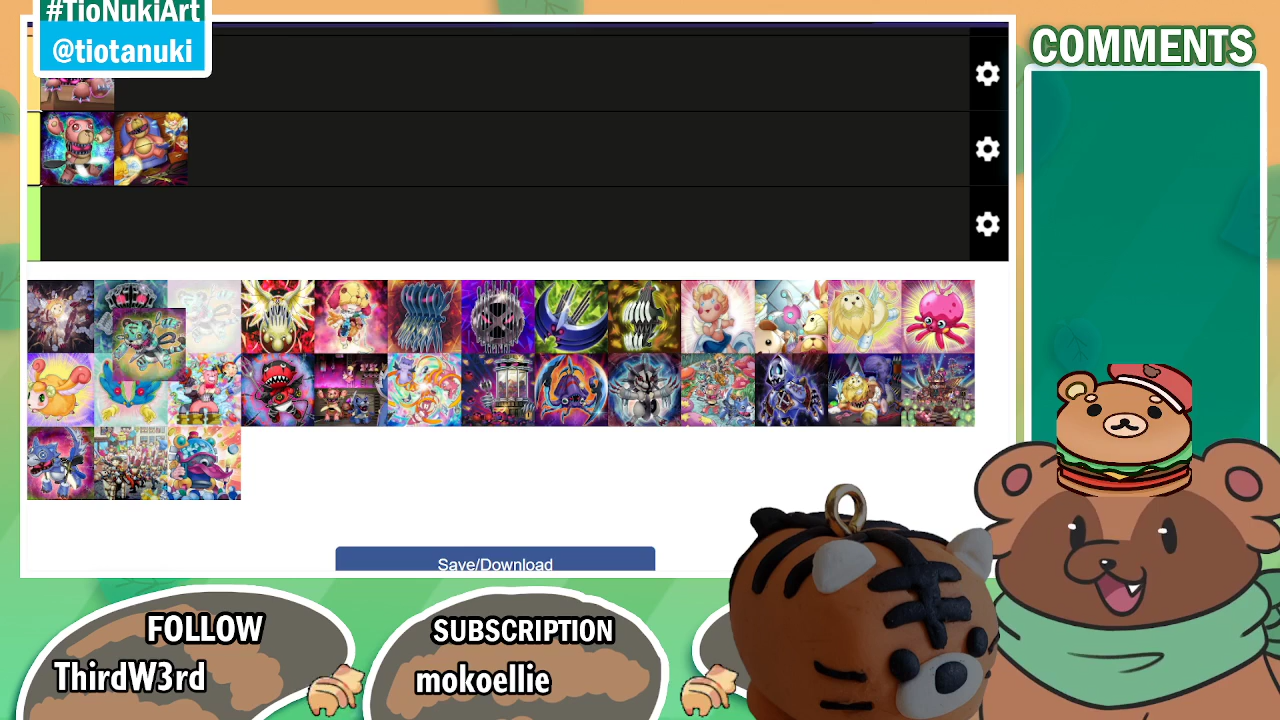 #TioNukiArt
@tiotanuki
COMMENTS
Save/Download
FOLLOW
ThirdW3rd
SUBSCRIPTION
mokoellie